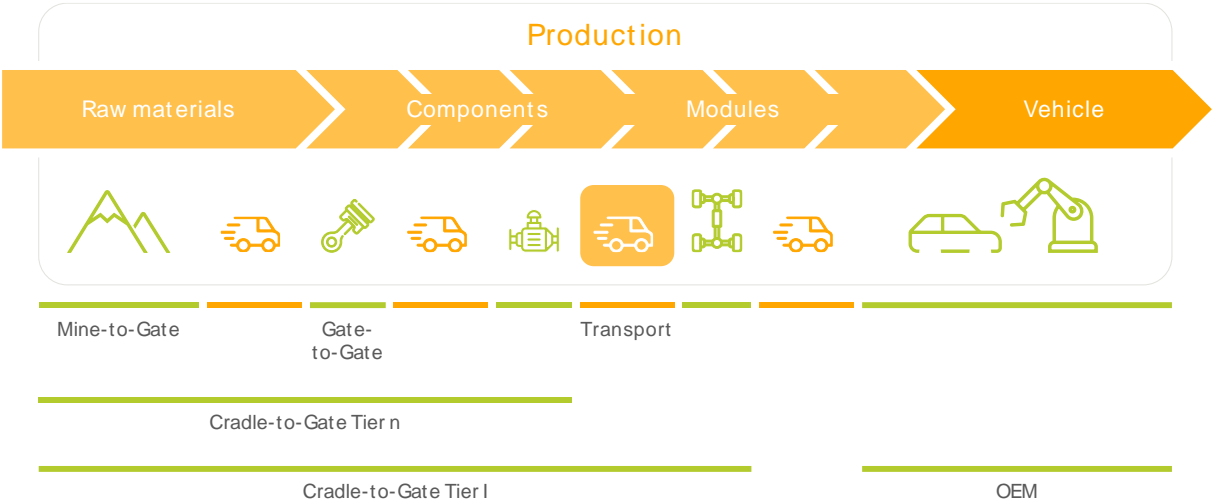 Production
Raw materials
Components
Modules
Vehicle
Mine-to-Gate
Gate-
to-Gate
Transport
Cradle-to-Gate Tier n
Cradle-to-Gate Tier I
OEM